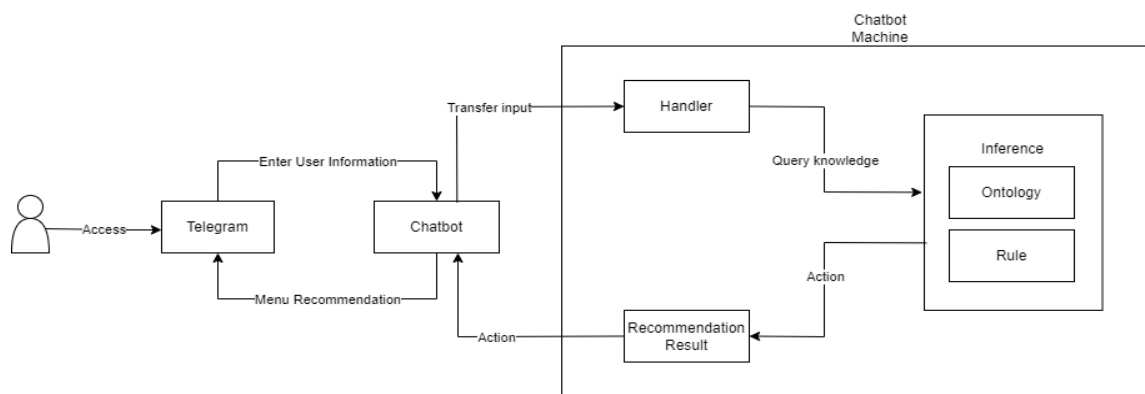 Chatbot
Machine
Transfer input
Handler
Enter User Information
Query knowledge
Inference
Ontology
Access
Telegram
Chatbot
Rule
Action
Menu Recommendation
Action
Recommendation
Result